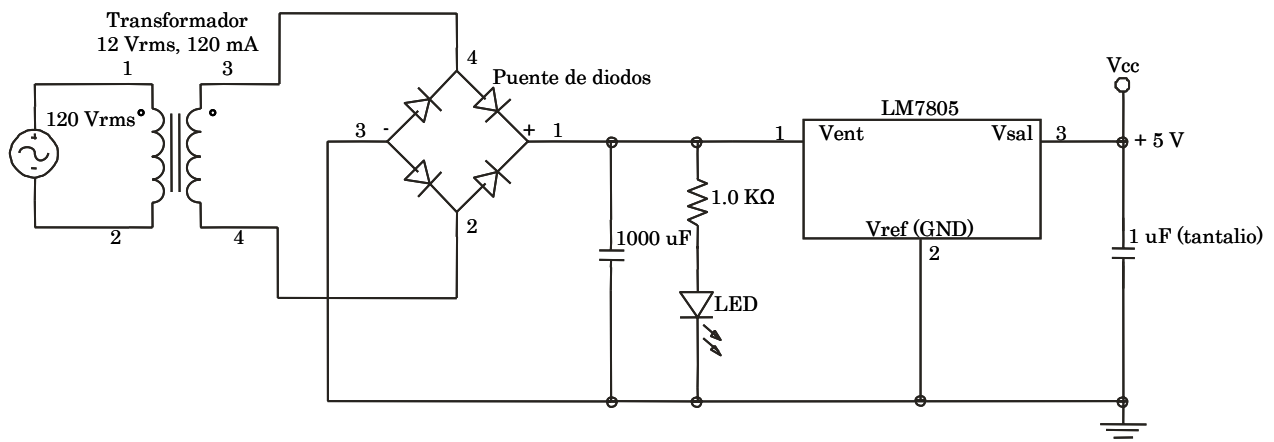 Transformador
12 Vrms, 120 mA
1
3
4
Puente de diodos
120 Vrms
+
-
3
-
+
1
LM7805
1
Vent
Vsal
3
Vcc
+ 5 V
1.0 KΩ
2
4
2
1000 uF
Vref (GND)
2
1 uF (tantalio)
LED